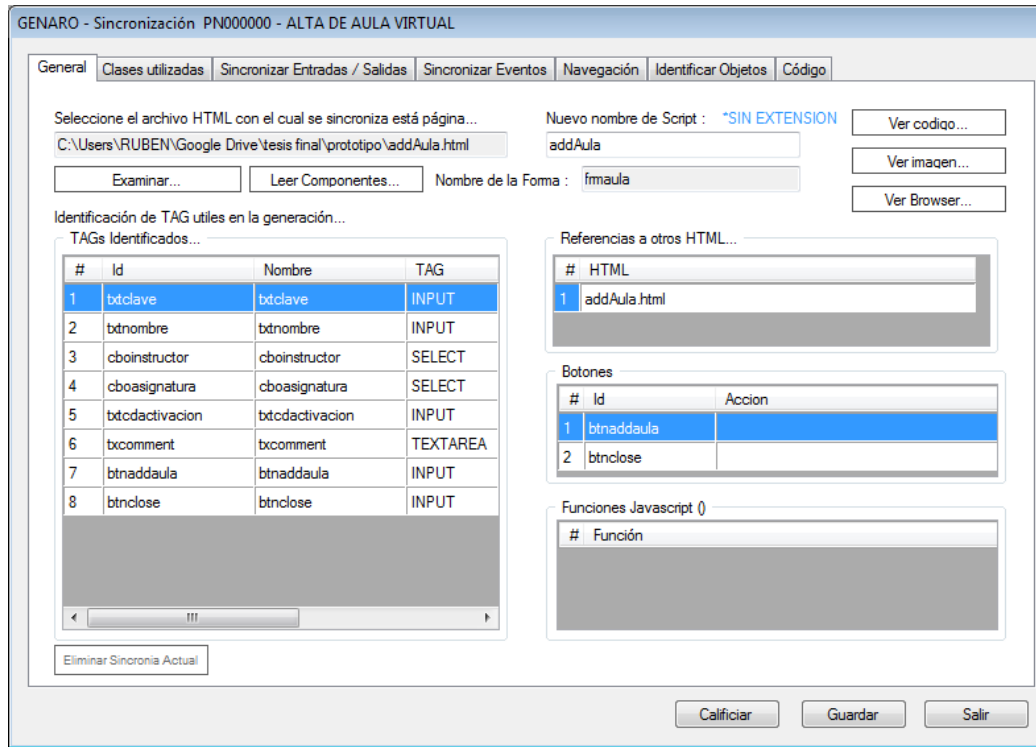 GENARO - Sincronización PN000000 - ALTA DE AULA VIRTUAL
General Clases utilizadas Sincronizar Entradas / Salidas Sincronizar Eventos Navegación Identificar Objetos Código
Seleccione el archivo HTML con el cual se sincroniza está página...
C:\Users\RUBEN\Google Drive\tesis final\prototipo\addAula.html
Nuevo nombre de Script : *SIN EXTENSION
addAula
Ver codigo...
Ver imagen...
Ver Browser...
Examinar... Leer Componentes... Nombre de la Forma : frmaula
Identificación de TAG utiles en la generación...
TAGs Identificados...
# Id Nombre TAG
1 txtclave txtclave INPUT
2 txtnombre txtnombre INPUT
3 cboinstructor cboinstructor SELECT
4 cboasignatura cboasignatura SELECT
5 txtcdactivacion txtcdactivacion INPUT
6 txcomment txcomment TEXTAREA
7 btnaddaula btnaddaula INPUT
8 btnclose btnclose INPUT
Referencias a otros HTML...
# HTML
1 addAula.html
Botones
# Id Accion
1 btnaddaula
2 btnclose
Funciones Javascript ()
# Función
Eliminar Sincronia Actual
Calificiar Guardar Salir